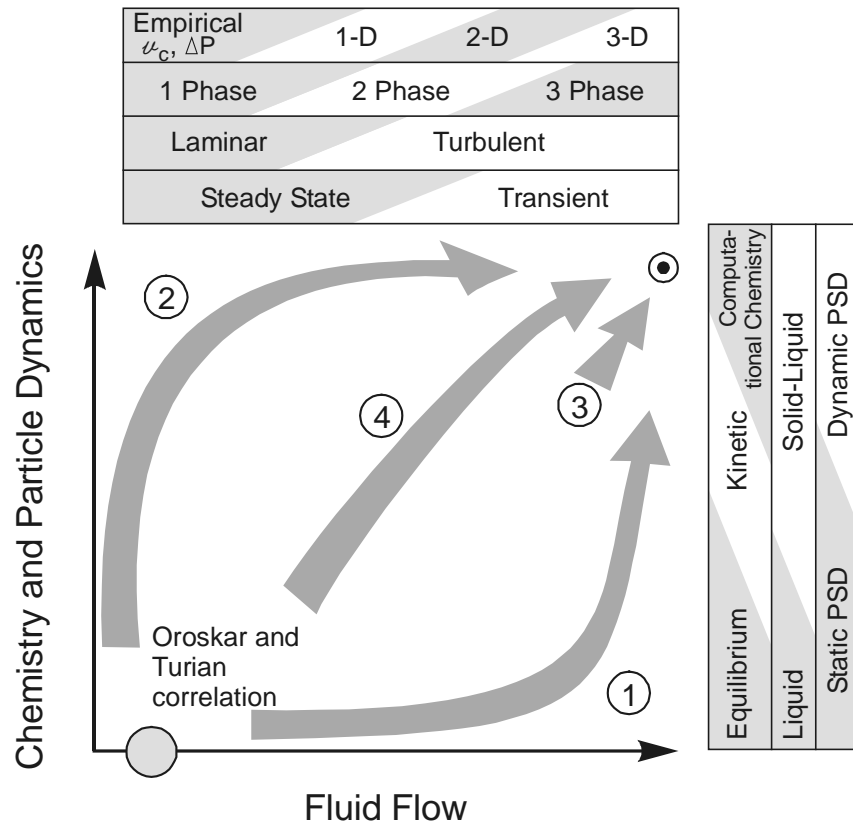 Empirical 1-D 2-D 3-D
𝓋c, ΔP
1 Phase 2 Phase 3 Phase
Laminar Turbulent
Steady State Transient
Chemistry and Particle Dynamics
2
4
3
1
Oroskar and
Turian
correlation
Fluid Flow
Equilibrium Kinetic Computa-
tional Chemistry
Liquid Solid-Liquid
Static PSD Dynamic PSD